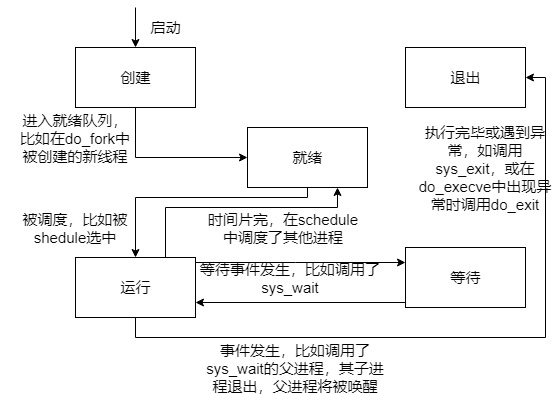 启动
创建
退出
进入就绪队列，
比如在do_fork中
被创建的新线程
执行完毕或遇到异
常，如调用
sys_exit，或在
do_execve中出现异
常时调用do_exit
就绪
被调度，比如被
shedule选中
时间片完，在schedule
中调度了其他进程
运行
等待事件发生，比如调用了
sys_wait
等待
事件发生，比如调用了
sys_wait的父进程，其子进
程退出，父进程将被唤醒